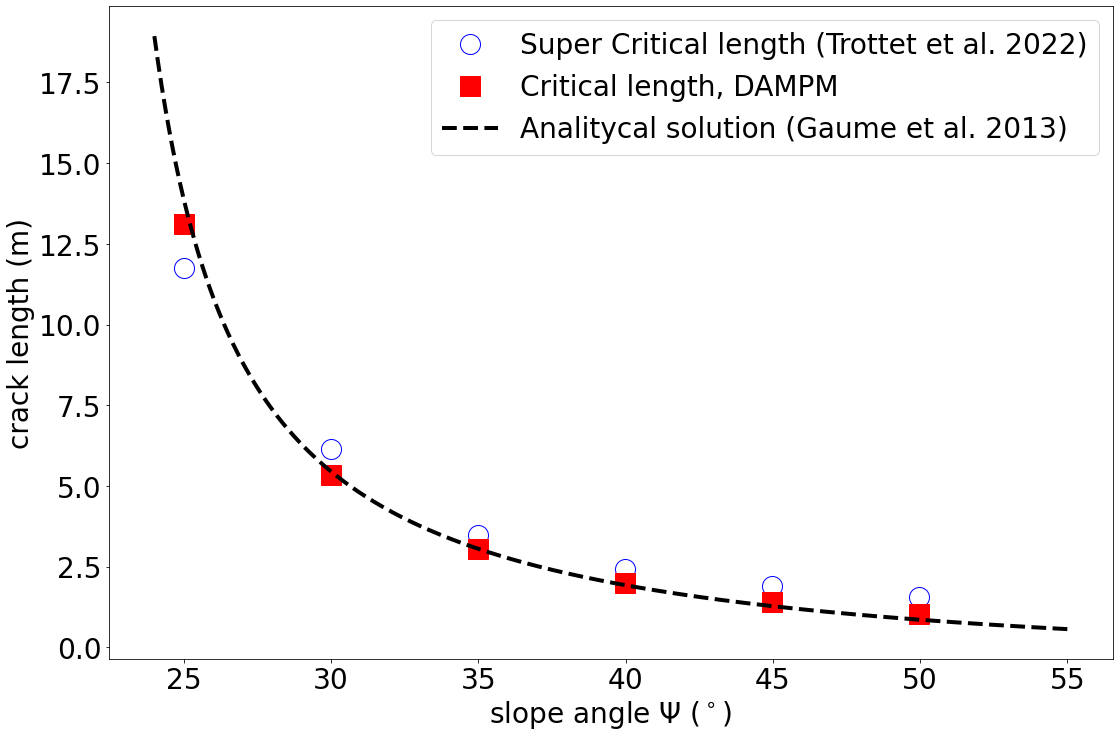 Super Critical length (Trottet et al. 2022)
Critical length, DAMPM
Analitycal solution (Gaume et al. 2013)
17.5
15.0
12.5
10.0
7.5
5.0
2.5
0.0
crack length (m)
25 30 35 40 45 50 55
slope angle Ψ (°)